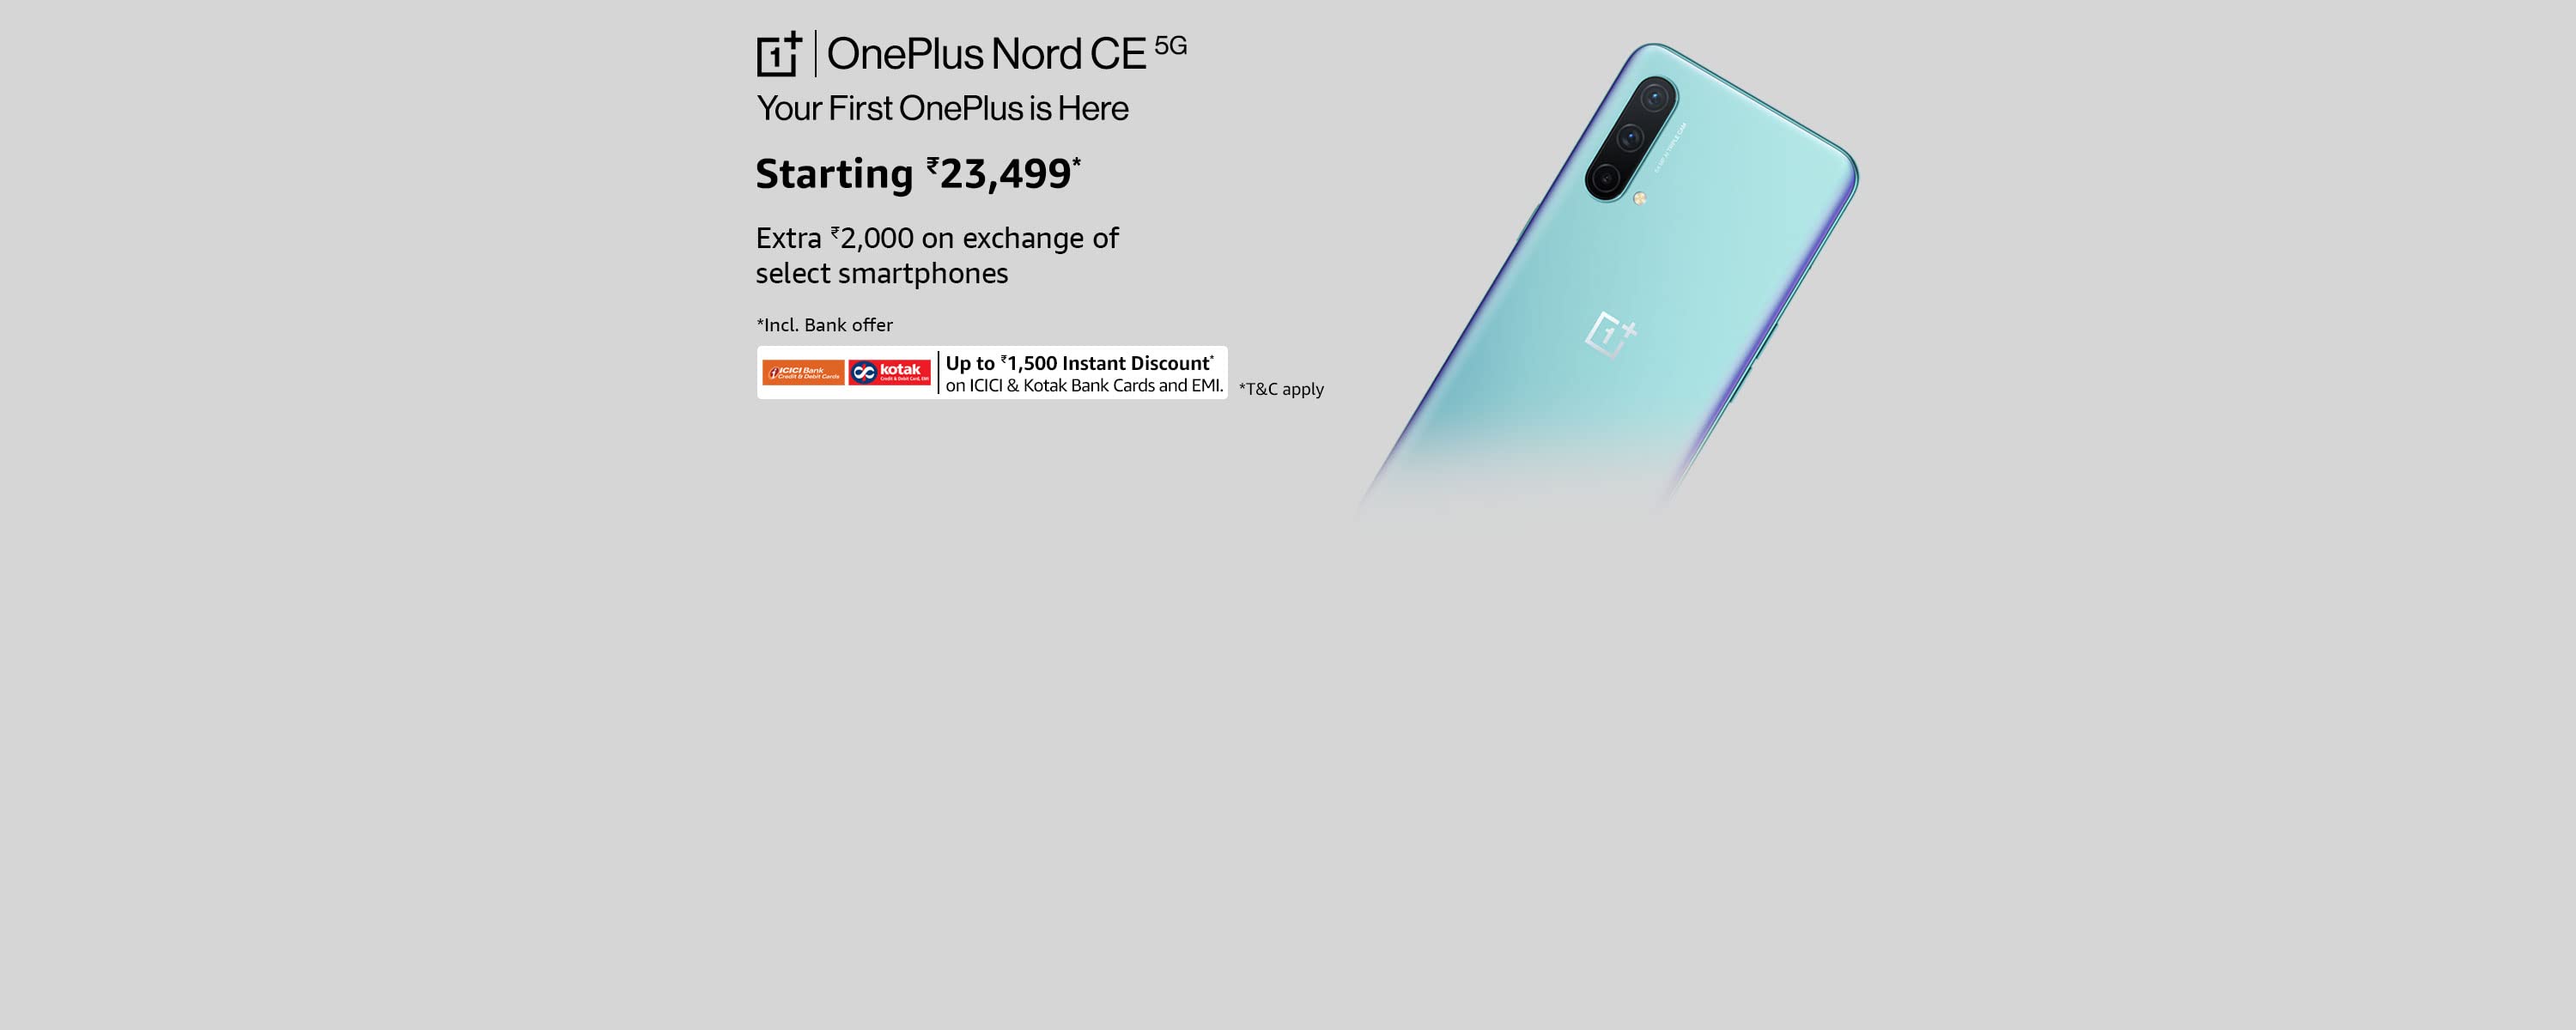 OnePlus Nord CE 5G
Your First OnePlus is Here
Starting ₹23,499*
Extra ₹2,000 on exchange of
select smartphones
*Incl. Bank offer
ICICI Bank
Credit & Debit Cards
kotak
Credit & Debit Card, EMI
Up to ₹1,500 Instant Discount*
on ICICI & Kotak Bank Cards and EMI.
*T&C apply